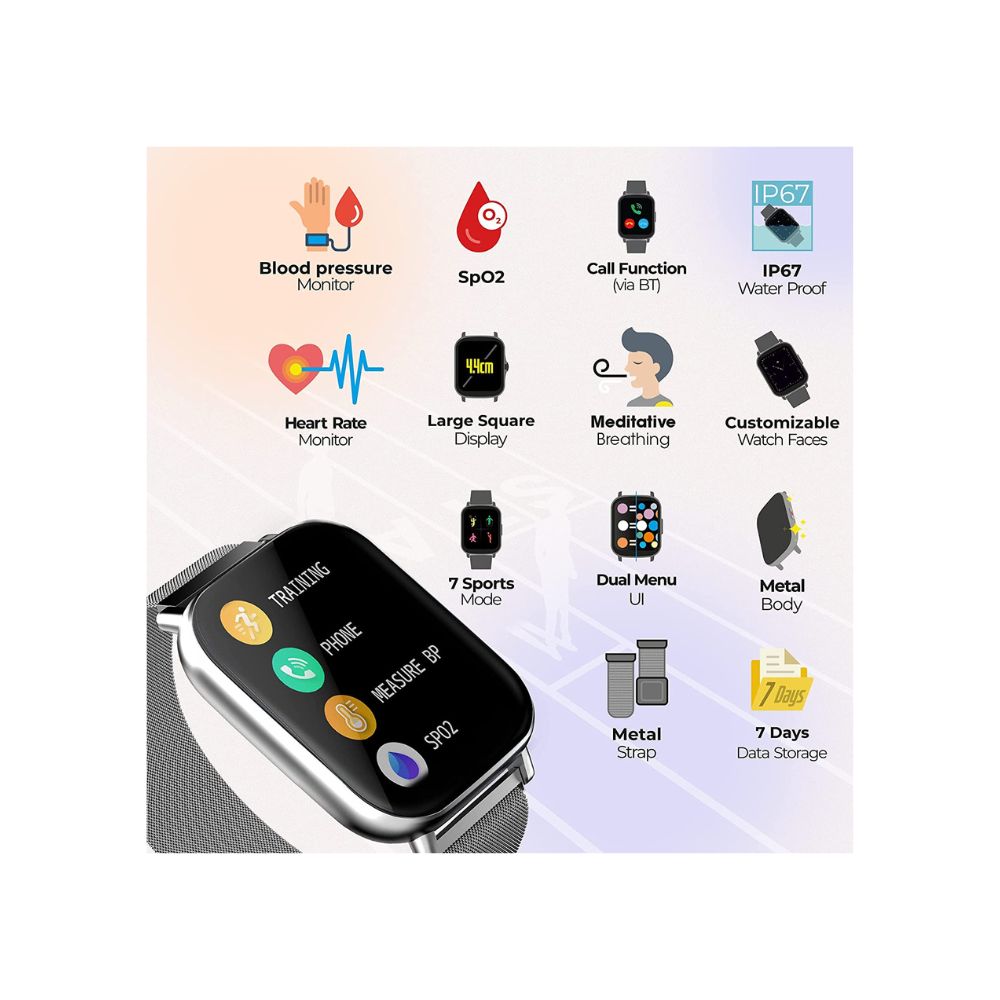 Blood pressure
Monitor
O2
SpO2
Call Function
(via BT)
IP67
IP67
Water Proof
Heart Rate
Monitor
4.4cm
Large Square
Display
Meditative
Breathing
Customizable
Watch Faces
7 Sports
Mode
Dual Menu
UI
Metal
Body
Metal
Strap
7 Days
7 Days
Data Storage
TRAINING
PHONE
MEASURE BP
SPO2